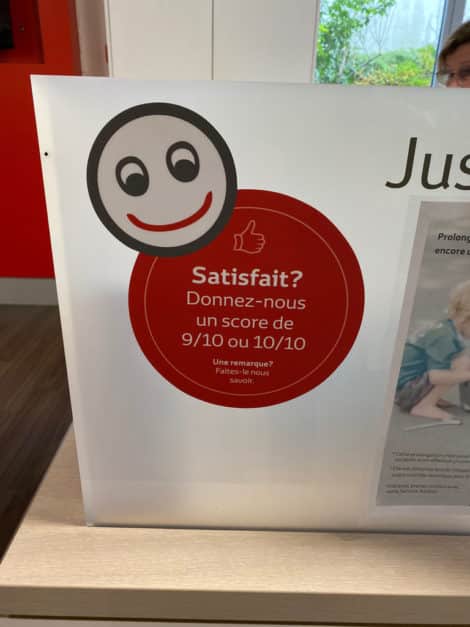 Satisfait?
Donnez-nous
un score de
9/10 ou 10/10
Une remarque?
Faites-le nous
savoir.
Jus
Prolong
encore